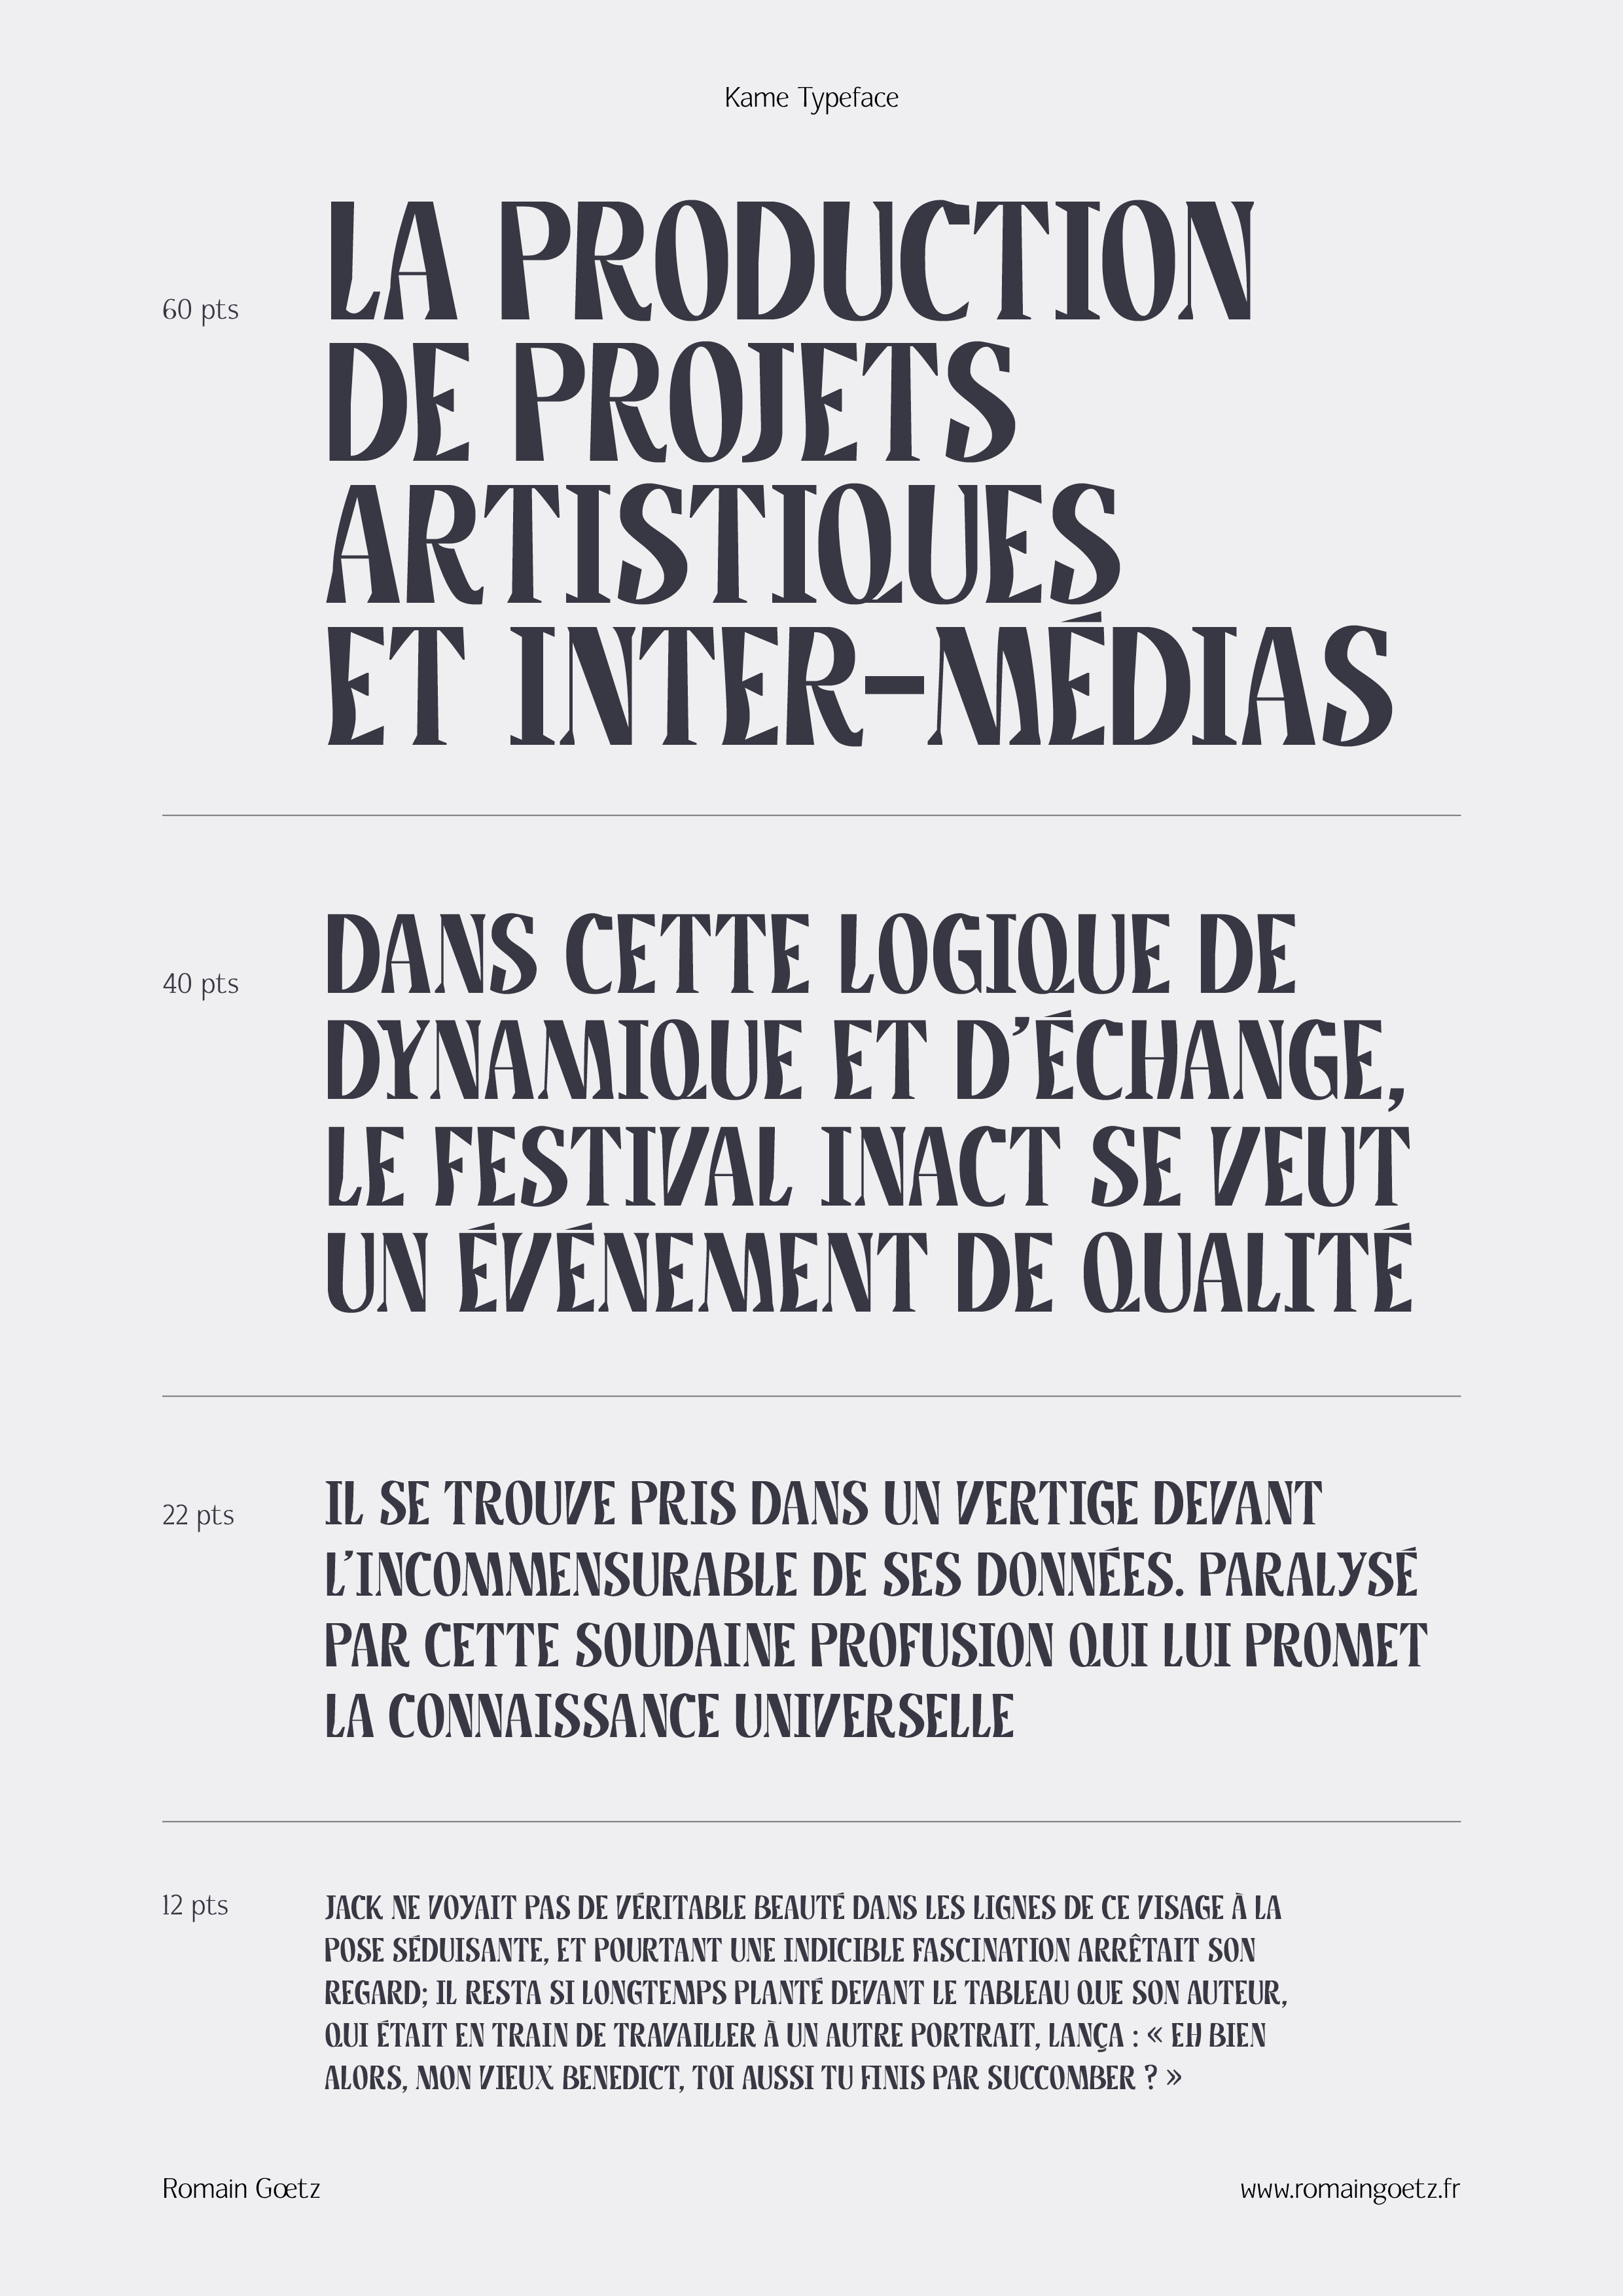 Kame Typeface
60 pts
LA PRODUCTION
DE PROJETS
ARTISTIQUES
ET INTER-MÉDIAS
40 pts
DANS CETTE LOGIQUE DE
DYNAMIQUE ET D’ÉCHANGE,
LE FESTIVAL INACT SE VEUT
UN ÉVÉNEMENT DE QUALITÉ
22 pts
IL SE TROUVE PRIS DANS UN VERTIGE DEVANT
L’INCOMMENSURABLE DE SES DONNÉES. PARALYSÉ
PAR CETTE SOUDAINE PROFUSION QUI LUI PROMET
LA CONNAISSANCE UNIVERSELLE
12 pts
JACK NE VOYAIT PAS DE VÉRITABLE BEAUTÉ DANS LES LIGNES DE CE VISAGE À LA
POSE SÉDUISANTE, ET POURTANT UNE INDICIBLE FASCINATION ARRÊTAIT SON
REGARD; IL RESTA SI LONGTEMPS PLANTÉ DEVANT LE TABLEAU QUE SON AUTEUR,
QUI ÉTAIT EN TRAIN DE TRAVAILLER À UN AUTRE PORTRAIT, LANÇA : « EH BIEN
ALORS, MON VIEUX BENEDICT, TOI AUSSI TU FINIS PAR SUCCOMBER ? »
Romain Gœtz
www.romaingoetz.fr